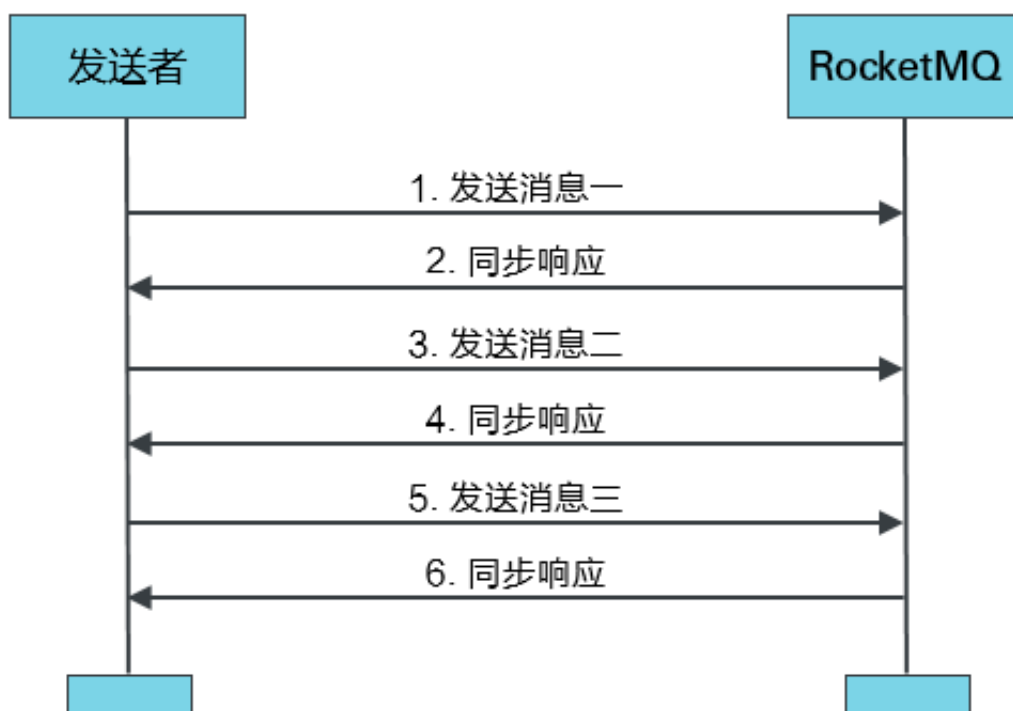 发送者
RocketMQ
1. 发送消息一
2. 同步响应
3. 发送消息二
4. 同步响应
5. 发送消息三
6. 同步响应